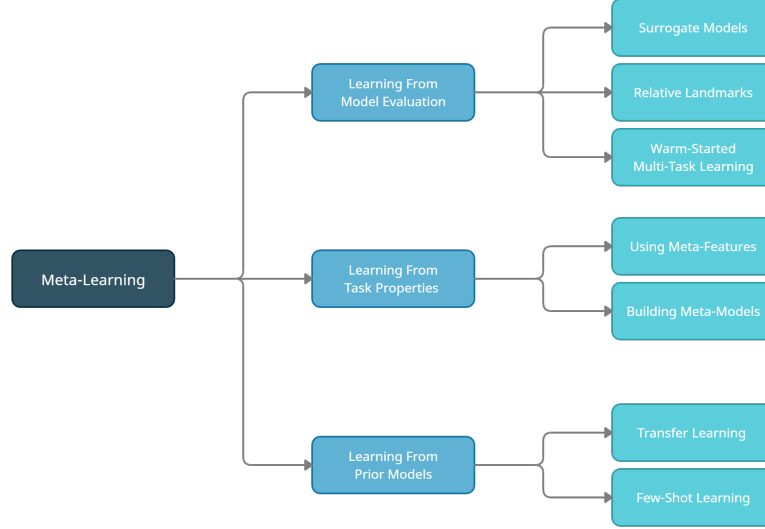 Meta-Learning
Learning From
Model Evaluation
Surrogate Models
Relative Landmarks
Warm-Started
Multi-Task Learning
Learning From
Task Properties
Using Meta-Features
Building Meta-Models
Learning From
Prior Models
Transfer Learning
Few-Shot Learning